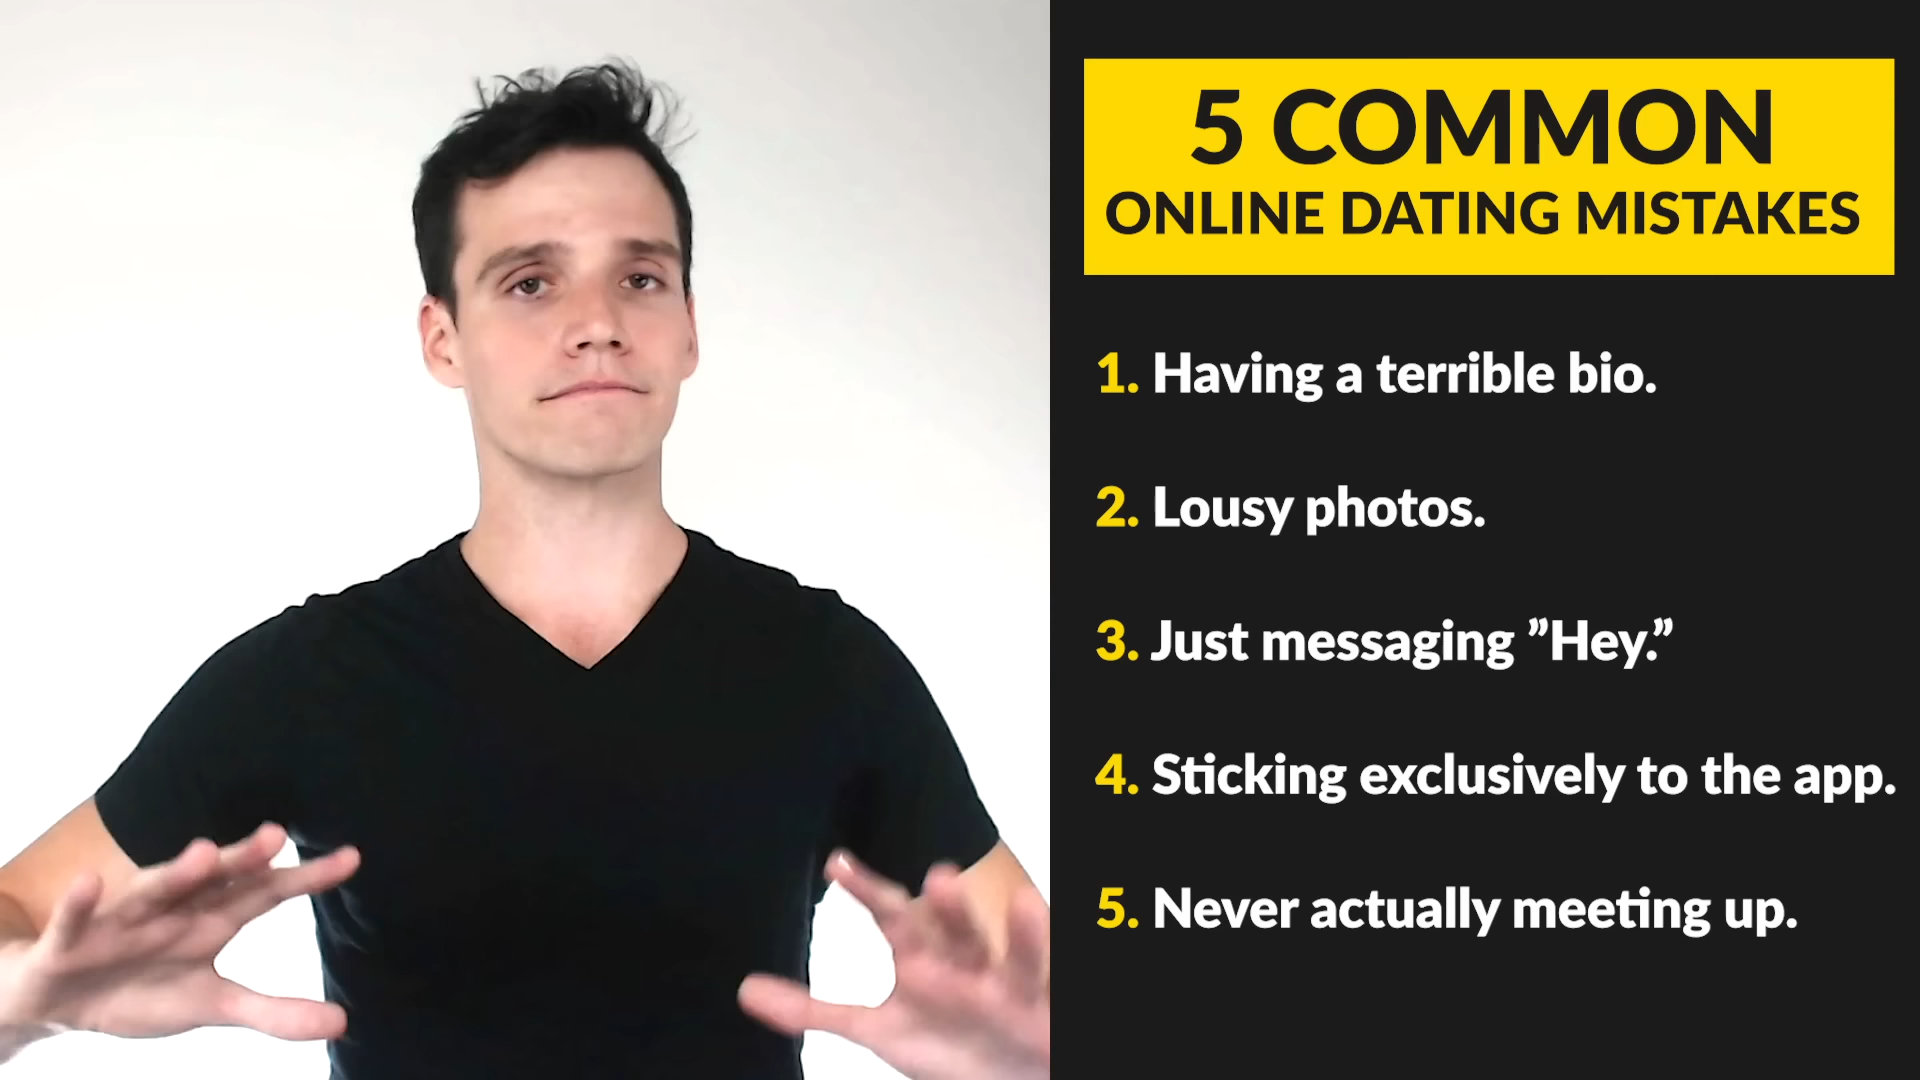 5 COMMON
ONLINE DATING MISTAKES
1. Having a terrible bio.
2. Lousy photos.
3. Just messaging ”Hey.”
4. Sticking exclusively to the app.
5. Never actually meeting up.